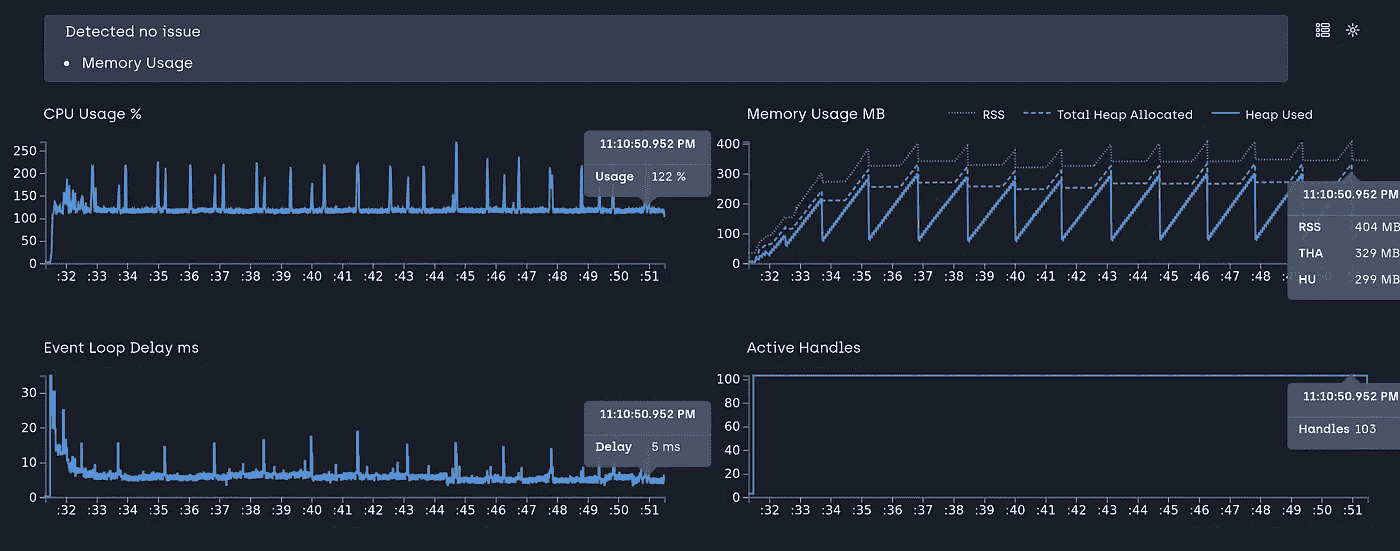 Detected no issue
• Memory Usage
CPU Usage %
250
200
150
100
50
0
:32 :33 :34 :35 :36 :37 :38 :39 :40 :41 :42 :43 :44 :45 :46 :47 :48 :49 :50 :51
11:10:50.952 PM
Usage 122 %
Memory Usage MB
RSS Total Heap Allocated Heap Used
400
300
200
100
0
:32 :33 :34 :35 :36 :37 :38 :39 :40 :41 :42 :43 :44 :45 :46 :47 :48 :50
11:10:50.952 PM
RSS 404 MB
THA 329 MB
HU 299 MB
Event Loop Delay ms
30
20
10
0
:32 :33 :34 :35 :36 :37 :38 :39 :40 :41 :42 :43 :44 :45 :46 :47 :48 :49 :50 :51
11:10:50.952 PM
Delay 5 ms
Active Handles
100
80
60
40
20
0
:32 :33 :34 :35 :36 :37 :38 :39 :40 :41 :42 :43 :44 :45 :46 :47 :48 :49 :50 :51
11:10:50.952 PM
Handles 103